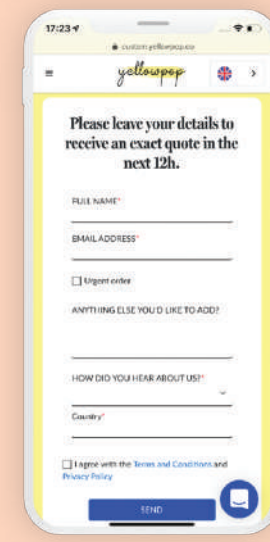 17:23
custom.yellowpop.co
yellowpop
Please leave your details to
receive an exact quote in the
next 12h.
FULL NAME*
EMAIL ADDRESS*
Urgent order
ANYTHING ELSE YOU'D LIKE TO ADD?
HOW DID YOU HEAR ABOUT US?*
Country*
I agree with the Terms and Conditions and
Privacy Policy
SEND